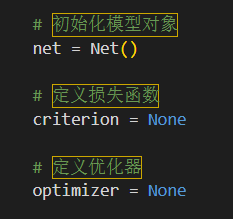 # 初始化模型对象
net = Net()
# 定义损失函数
criterion = None
# 定义优化器
optimizer = None